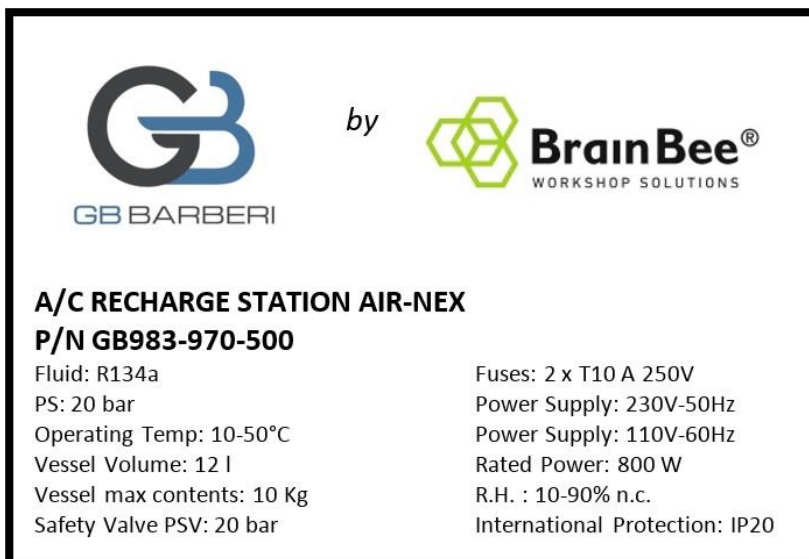 GB
GB BARBERI
by
BrainBee®
WORKSHOP SOLUTIONS
A/C RECHARGE STATION AIR-NEX
P/N GB983-970-500
Fluid: R134a
PS: 20 bar
Operating Temp: 10-50°C
Vessel Volume: 12 l
Vessel max contents: 10 Kg
Safety Valve PSV: 20 bar
Fuses: 2 x T10 A 250V
Power Supply: 230V-50Hz
Power Supply: 110V-60Hz
Rated Power: 800 W
R.H. : 10-90% n.c.
International Protection: IP20